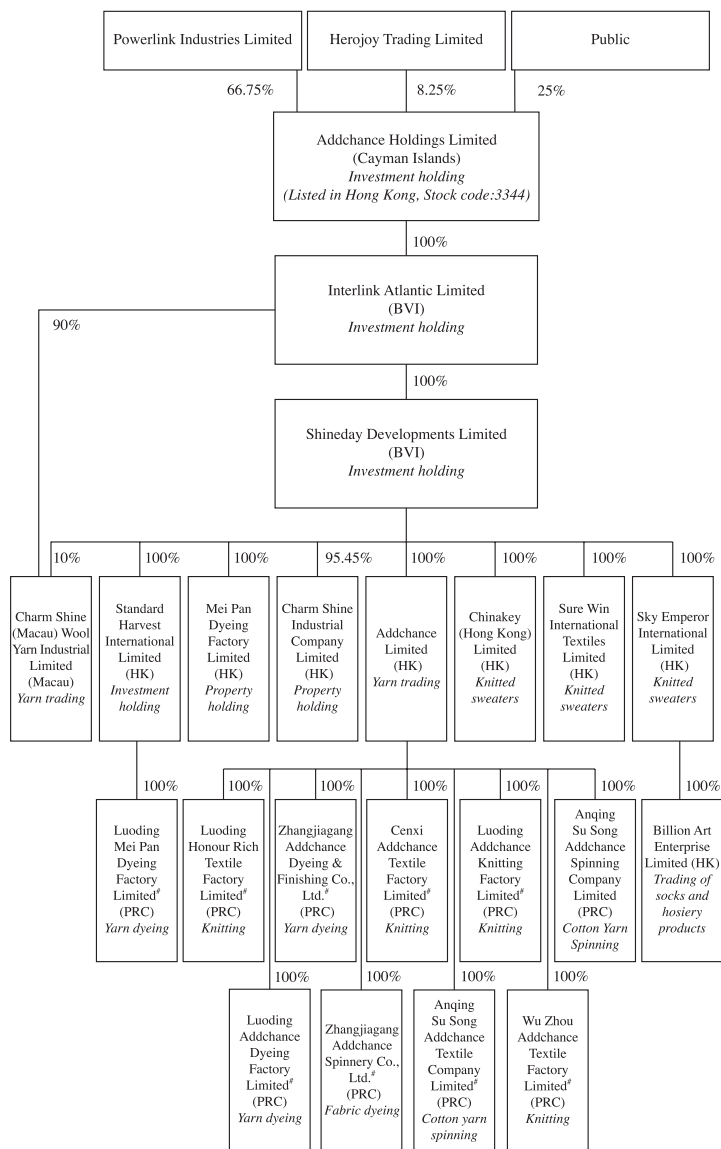 Powerlink Industries Limited
Herojoy Trading Limited
Public
66.75%
8.25%
25%
Addchance Holdings Limited
(Cayman Islands)
Investment holding
(Listed in Hong Kong, Stock code:3344)
100%
Interlink Atlantic Limited
(BVI)
Investment holding
90%
100%
Shineday Developments Limited
(BVI)
Investment holding
10%
100%
100%
95.45%
100%
100%
100%
100%
Charm Shine
(Macau) Wool
Yarn Industrial
Limited
(Macau)
Yarn trading
Standard
Harvest
International
Limited
(HK)
Investment
holding
Mei Pan
Dyeing
Factory
Limited
(HK)
Property
holding
Charm Shine
Industrial
Company
Limited
(HK)
Property
holding
Addchance
Limited
(HK)
Yarn trading
Chinakey
(Hong Kong)
Limited
(HK)
Knitted
sweaters
Sure Win
International
Textiles
Limited
(HK)
Knitted
sweaters
Sky Emperor
International
Limited
(HK)
Knitted
sweaters
100%
100%
100%
100%
100%
100%
100%
Luoding
Mei Pan
Dyeing
Factory
Limited#
(PRC)
Yarn dyeing
Luoding
Honour Rich
Textile
Factory
Limited#
(PRC)
Knitting
Zhangjiagang
Addchance
Dyeing &
Finishing Co.,
Ltd.#
(PRC)
Yarn dyeing
Cenxi
Addchance
Textile
Factory
Limited#
(PRC)
Knitting
Luoding
Addchance
Knitting
Factory
Limited#
(PRC)
Knitting
Anqing
Su Song
Addchance
Spinning
Company
Limited
(PRC)
Cotton Yarn
Spinning
Billion Art
Enterprise
Limited (HK)
Trading of
socks and
hosiery
products
100%
100%
100%
100%
Luoding
Addchance
Dyeing
Factory
Limited#
(PRC)
Yarn dyeing
Zhangjiagang
Addchance
Spinnery Co.,
Ltd.#
(PRC)
Fabric dyeing
Anqing
Su Song
Addchance
Textile
Company
Limited#
(PRC)
Cotton yarn
spinning
Wu Zhou
Addchance
Textile
Factory
Limited#
(PRC)
Knitting